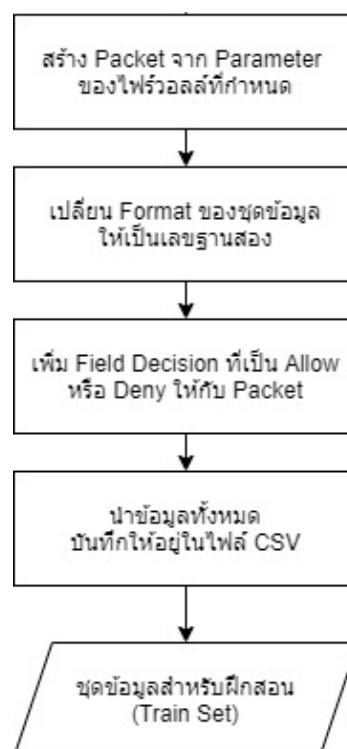 สร้าง Packet จาก Parameter
ของไฟร์วอลล์ที่กำหนด
เปลี่ยน Format ของชุดข้อมูล
ให้เป็นเลขฐานสอง
เพิ่ม Field Decision ที่เป็น Allow
หรือ Deny ให้กับ Packet
นำข้อมูลทั้งหมด
บันทึกให้อยู่ในไฟล์ CSV
ชุดข้อมูลสำหรับฝึกสอน
(Train Set)